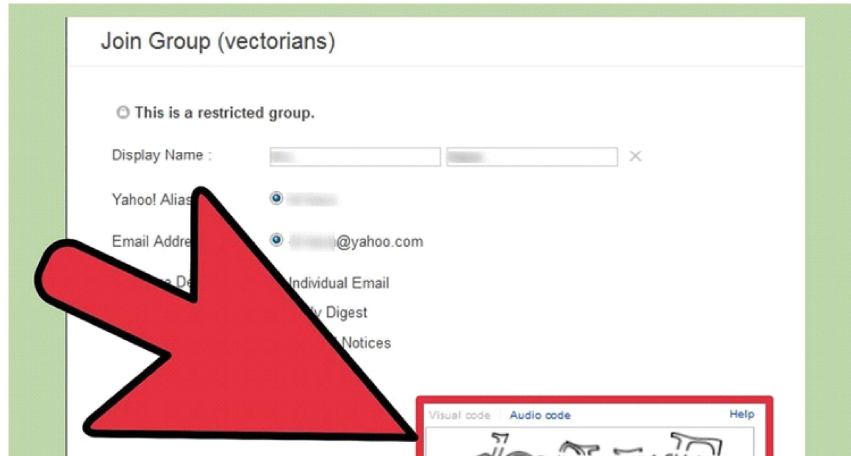 Join Group (vectorians)
This is a restricted group.
Display Name :
Yahoo! Alias
Email Addre
@yahoo.com
Individual Email
Digest
Notices
Visual code Audio code Help